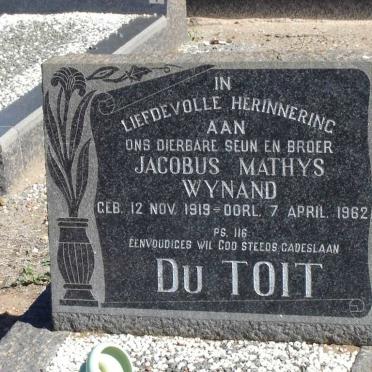 IN
LIEFDEVOLLE HERINNERING
AAN
ONS DIERBARE SEUN EN BROER
JACOBUS MATHYS
WYNAND
GEB. 12 NOV. 1919 = OORL. 7 APRIL. 1962
PS. 116
EENVOUDIGES WIL GOD STEEDS GADESLAAN
DU TOIT